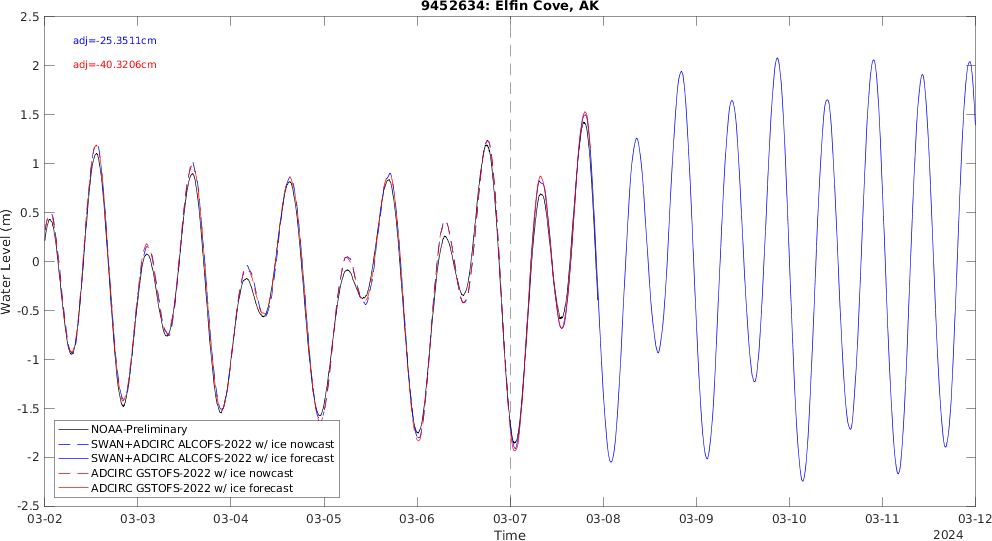 9452634: Elfin Cove, AK
adj=-25.3511cm
adj=-40.3206cm
Water Level (m)
2.5
2
1.5
1
0.5
0
-0.5
-1
-1.5
-2
-2.5
NOAA-Preliminary
SWAN+ADCIRC ALCOFS-2022 w/ ice nowcast
SWAN+ADCIRC ALCOFS-2022 w/ ice forecast
ADCIRC GSTOFS-2022 w/ ice nowcast
ADCIRC GSTOFS-2022 w/ ice forecast
03-02 03-03 03-04 03-05 03-06 03-07 03-08 03-09 03-10 03-11 03-12
Time
2024